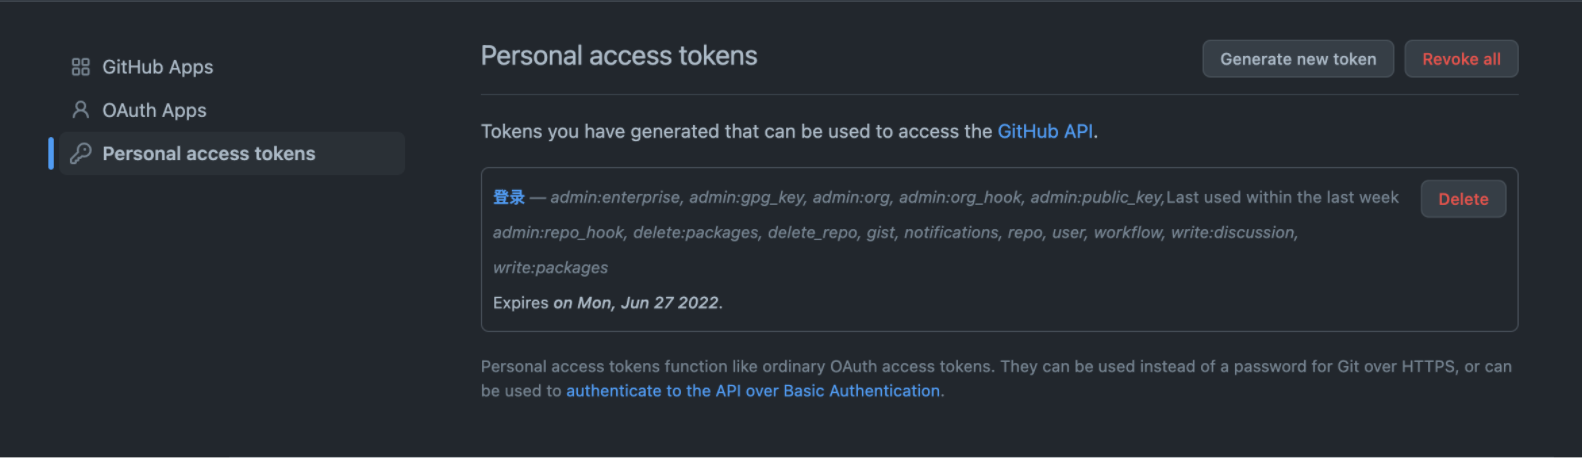 GitHub Apps
OAuth Apps
Personal access tokens
Personal access tokens
Generate new token
Revoke all
Tokens you have generated that can be used to access the GitHub API.
登录 — admin:enterprise, admin:gpg_key, admin:org, admin:org_hook, admin:public_key,Last used within the last week
Delete
admin:repo_hook, delete:packages, delete_repo, gist, notifications, repo, user, workflow, write:discussion,
write:packages
Expires on Mon, Jun 27 2022.
Personal access tokens function like ordinary OAuth access tokens. They can be used instead of a password for Git over HTTPS, or can
be used to authenticate to the API over Basic Authentication.